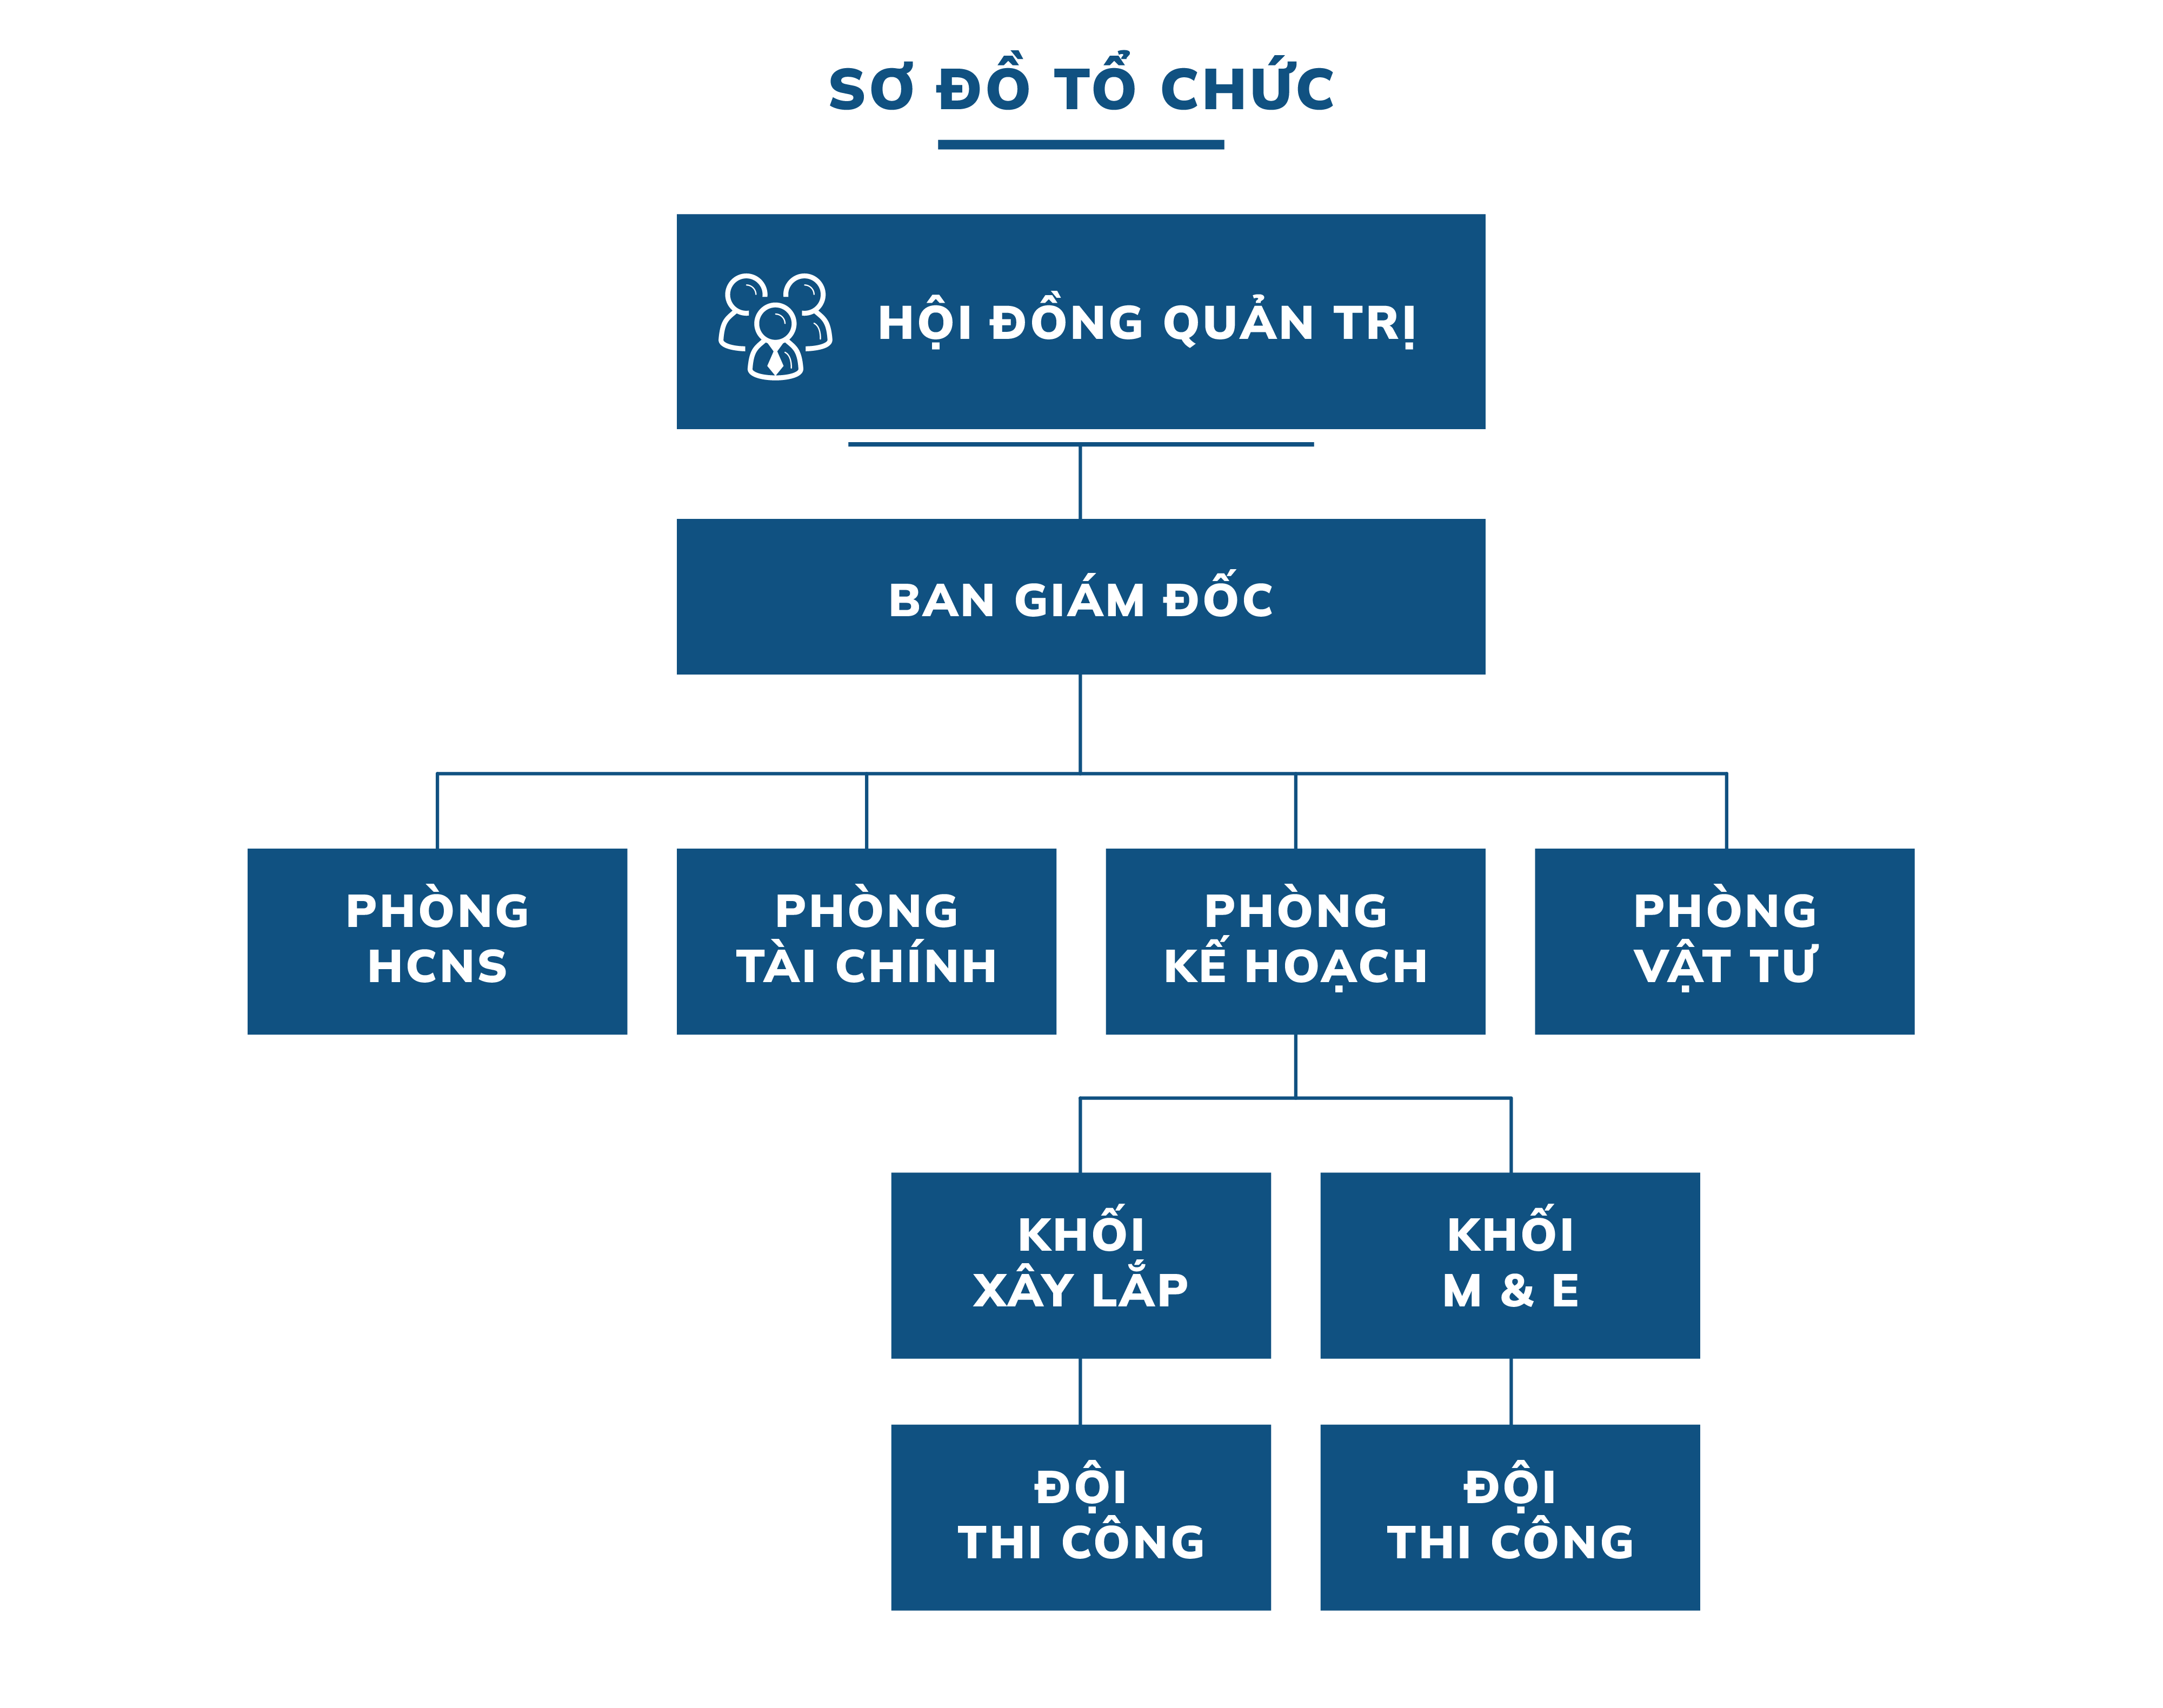 SƠ ĐỒ TỔ CHỨC
HỘI ĐỒNG QUẢN TRỊ
BAN GIÁM ĐỐC
PHÒNG
HCNS
PHÒNG
TÀI CHÍNH
PHÒNG
KẾ HOẠCH
PHÒNG
VẬT TƯ
KHỐI
XÂY LẮP
KHỐI
M & E
ĐỘI
THI CÔNG
ĐỘI
THI CÔNG